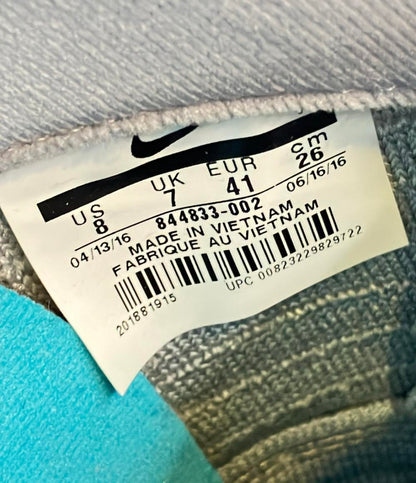 US UK EUR cm
8 7 41 26
04/13/16 844833-002 06/16/16
MADE IN VIETNAM
FABRIQUE AU VIETNAM
201881915 UPC 00823229829722